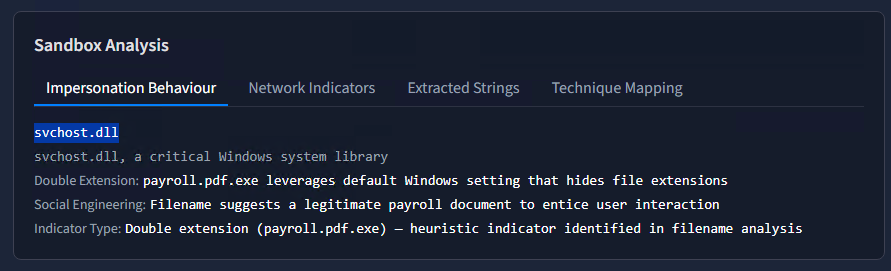 Sandbox Analysis
Impersonation Behaviour Network Indicators Extracted Strings Technique Mapping
svchost.dll
svchost.dll, a critical Windows system library
Double Extension: payroll.pdf.exe leverages default Windows setting that hides file extensions
Social Engineering: Filename suggests a legitimate payroll document to entice user interaction
Indicator Type: Double extension (payroll.pdf.exe) — heuristic indicator identified in filename analysis